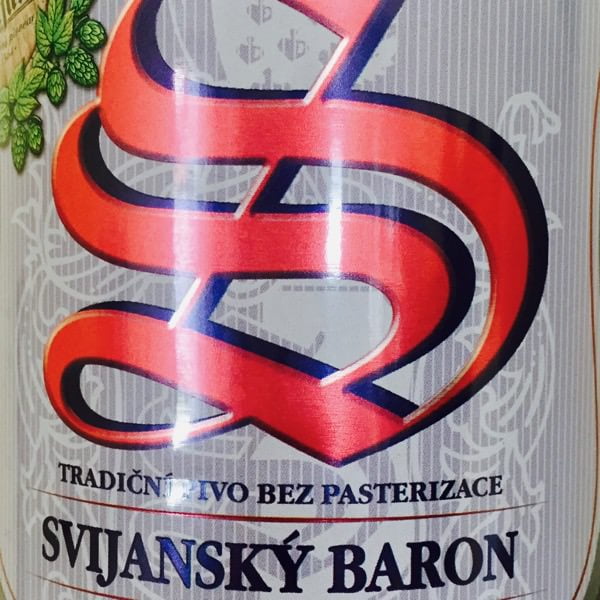 S
TRADIČNÍ PIVO BEZ PASTERIZACE
SVIJANSKÝ BARON